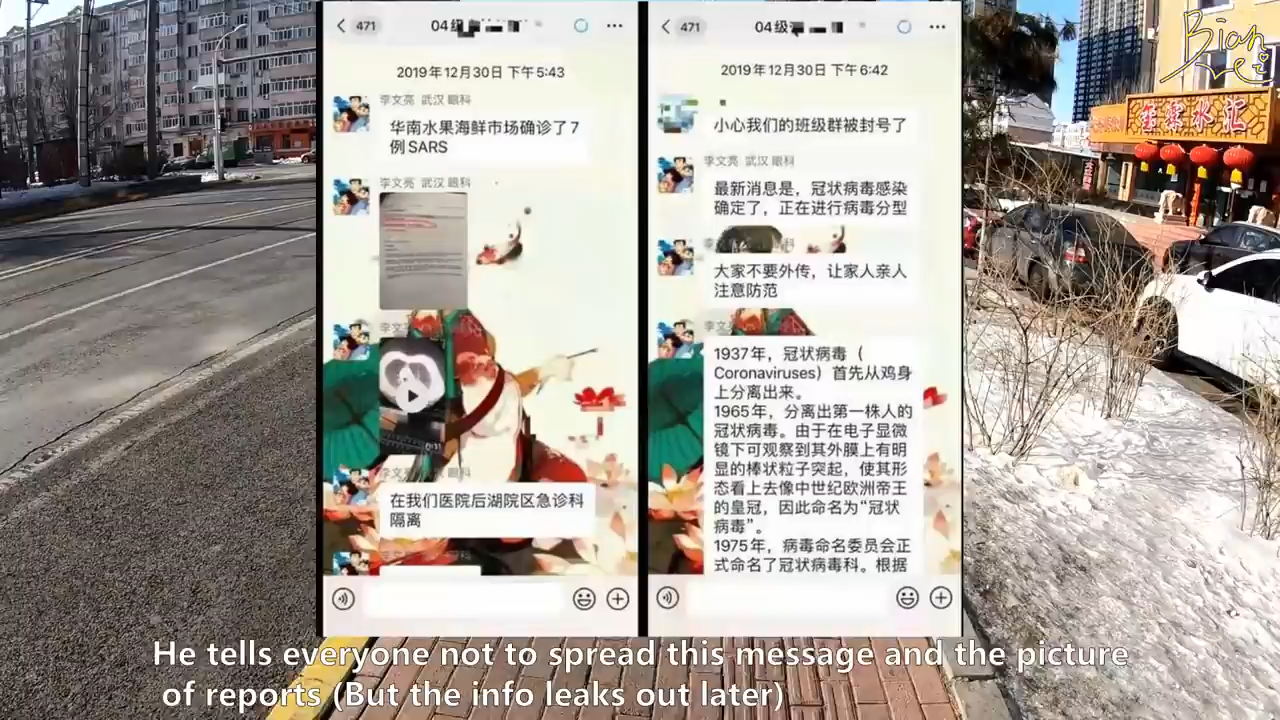 471
04级
2019年12月30日 下午5:43
李文亮 武汉 眼科
华南水果海鲜市场确诊了7
例SARS
李文亮 武汉 眼科
李文
眼科
在我们医院后湖院区急诊科
隔离
471
04级
2019年12月30日 下午6:42
小心我们的班级群被封号了
李文亮 武汉 眼科
最新消息是，冠状病毒感染
确定了，正在进行病毒分型
大家不要外传，让家人亲人
注意防范
李文
1937年，冠状病毒（
Coronaviruses）首先从鸡身
上分离出来。
1965年，分离出第一株人的
冠状病毒。由于在电子显微
镜下可观察到其外膜上有明
显的棒状粒子突起，使其形
态看上去像中世纪欧洲帝王
的皇冠，因此命名为“冠状
病毒”。
1975年，病毒命名委员会正
式命名了冠状病毒科。根据
Bian
Wei
水汇
He tells everyone not to spread this message and the picture
of reports (But the info leaks out later)